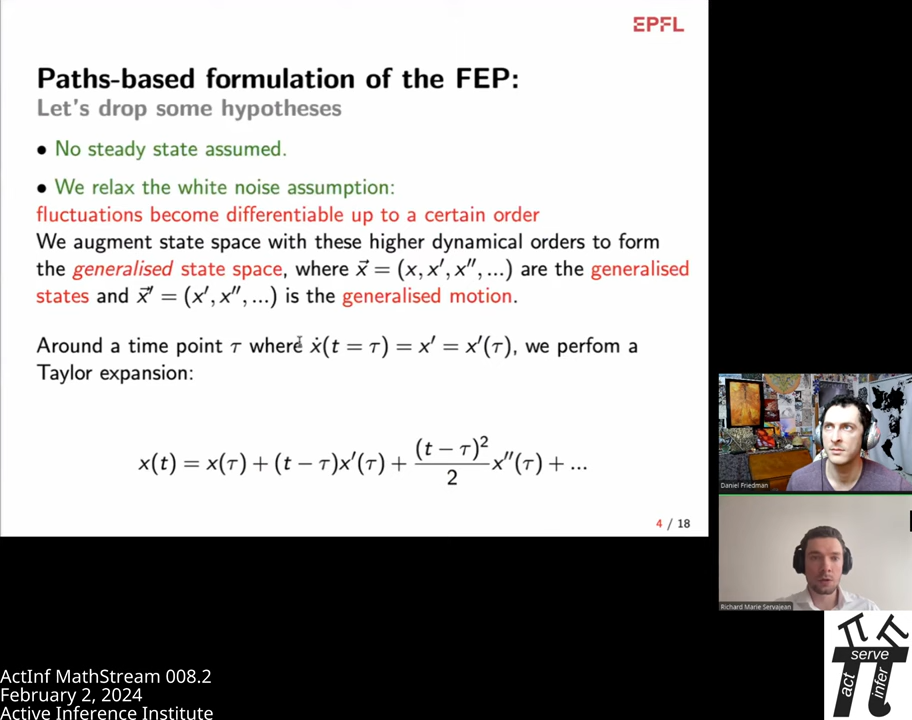 EPFL
Paths-based formulation of the FEP:
Let's drop some hypotheses
• No steady state assumed.
• We relax the white noise assumption:
fluctuations become differentiable up to a certain order
We augment state space with these higher dynamical orders to form
the generalised state space, where x⃗ = (x, x′, x″, ...) are the generalised
states and x⃗′ = (x′, x″, ...) is the generalised motion.
Around a time point τ where ẋ(t = τ) = x′ = x′(τ), we perfom a
Taylor expansion:
x(t) = x(τ) + (t − τ)x′(τ) + (t − τ)²/2 x″(τ) + ...
4 / 18
Daniel Friedman
Richard Marie Servajean
π π
serve
act infer
ActInf MathStream 008.2
February 2, 2024
Active Inference Institute